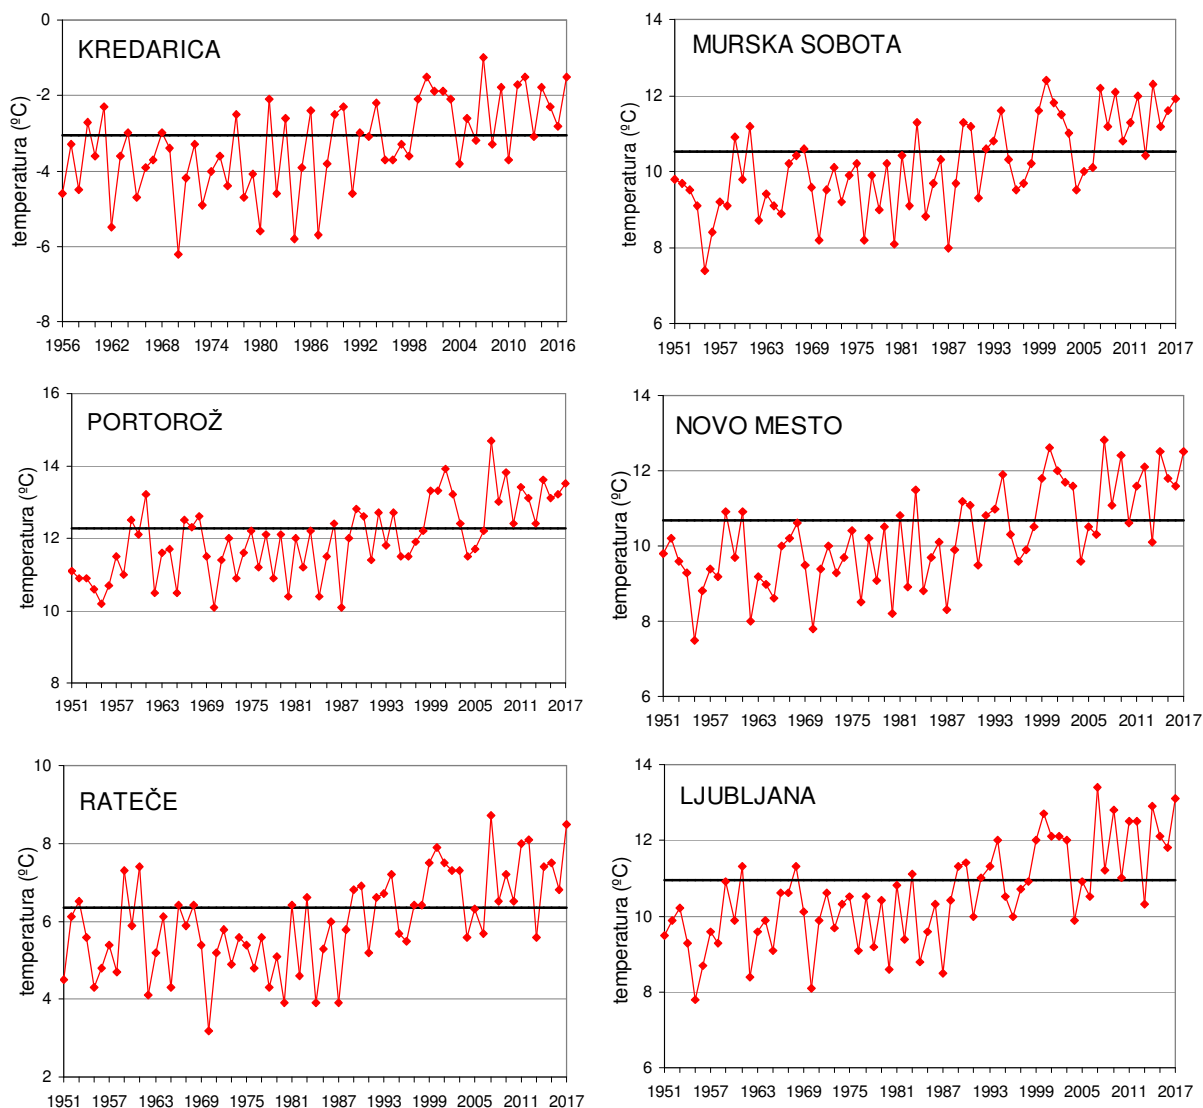 KREDARICA
temperatura (ºC)
0
-2
-4
-6
-8
1956 1962 1968 1974 1980 1986 1992 1998 2004 2010 2016
MURSKA SOBOTA
temperatura (ºC)
14
12
10
8
6
1951 1957 1963 1969 1975 1981 1987 1993 1999 2005 2011 2017
PORTOROŽ
temperatura (ºC)
16
14
12
10
8
1951 1957 1963 1969 1975 1981 1987 1993 1999 2005 2011 2017
NOVO MESTO
temperatura (ºC)
14
12
10
8
6
1951 1957 1963 1969 1975 1981 1987 1993 1999 2005 2011 2017
RATEČE
temperatura (ºC)
10
8
6
4
2
1951 1957 1963 1969 1975 1981 1987 1993 1999 2005 2011 2017
LJUBLJANA
temperatura (ºC)
14
12
10
8
6
1951 1957 1963 1969 1975 1981 1987 1993 1999 2005 2011 2017